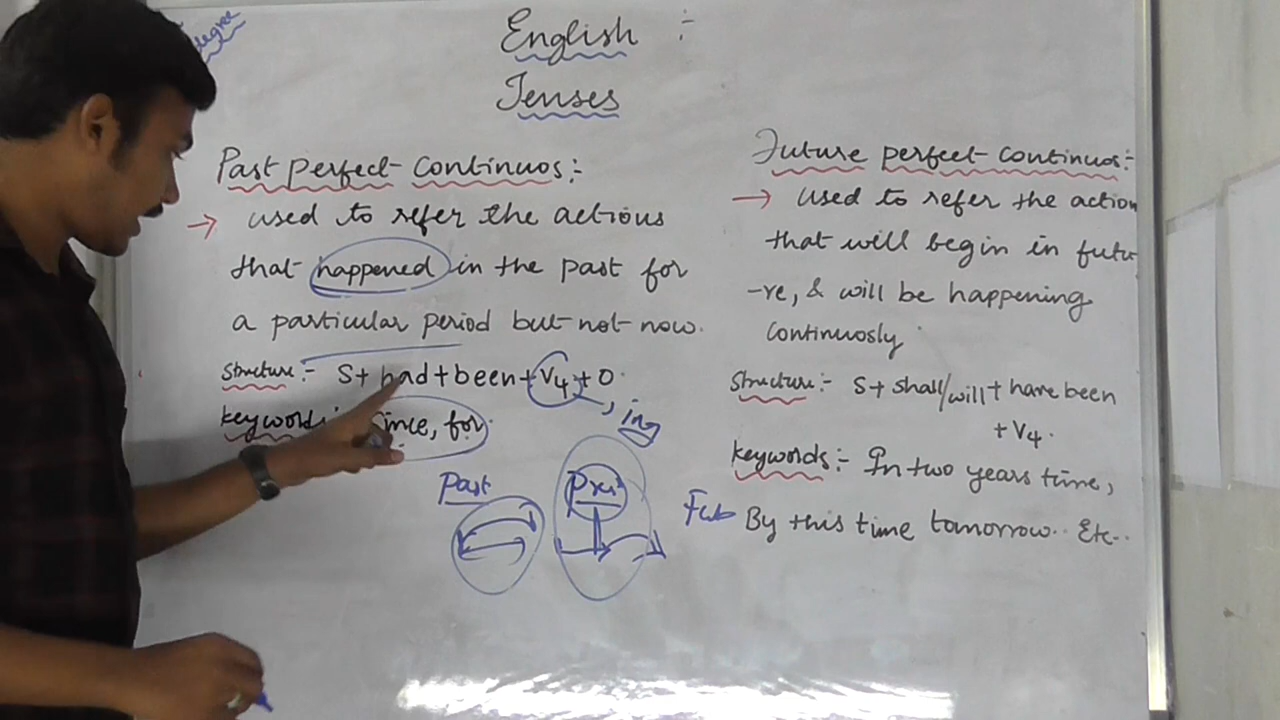 degree
English :
Tenses
Past perfect continuos:-
→ used to refer the actions
that happened in the past for
a particular period but not now.
Structure:- S+ had+been+V4+O.
, ing
keywords:- Since, for.
Past Pres Fut
Future perfect continuos:-
→ used to refer the action
that will begin in futu
-re, & will be happening
continuosly
Structure:- S+ shall/will + have been
+ V4.
keywords:- In two years time,
By this time tomorrow.. Etc..